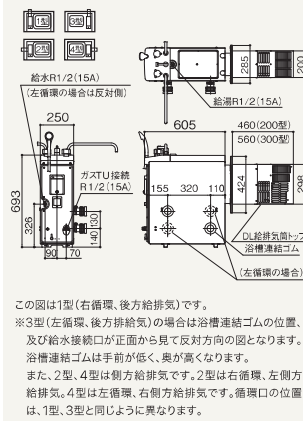 1型
3型
2型
4型
給水R1/2(15A)
(左循環の場合は反対側)
285
200
給湯R1/2(15A)
250
605
460(200型)
560(300型)
ガスTU接続
R1/2(15A)
693
326
155
320
110
424
298
130
140
90
70
DL給排気筒トップ
浴槽連結ゴム
(左循環の場合)
この図は1型(右循環、後方給排気)です。
※3型(左循環、後方排給気)の場合は浴槽連結ゴムの位置、
及び給水接続口が正面から見て反対方向の図となります。
浴槽連結ゴムは手前が低く、奥が高くなります。
また、2型、4型は側方給排気です。2型は右循環、左側方
給排気。4型は左循環、右側方給排気です。循環口の位置
は、1型、3型と同じように異なります。